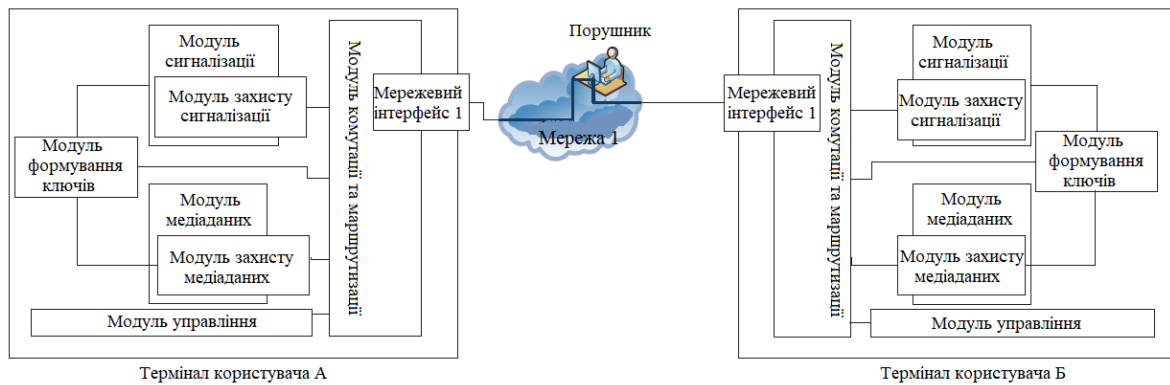 Модуль
сигналізації
Модуль захисту
сигналізації
Модуль
формування
ключів
Модуль
медіаданих
Модуль захисту
медіаданих
Модуль управління
Модуль комутації та маршрутизації
Мережевий
інтерфейс 1
Термінал користувача А
Порушник
Мережа 1
Мережевий
інтерфейс 1
Модуль комутації та маршрутизації
Модуль
сигналізації
Модуль захисту
сигналізації
Модуль
формування
ключів
Модуль
медіаданих
Модуль захисту
медіаданих
Модуль управління
Термінал користувача Б